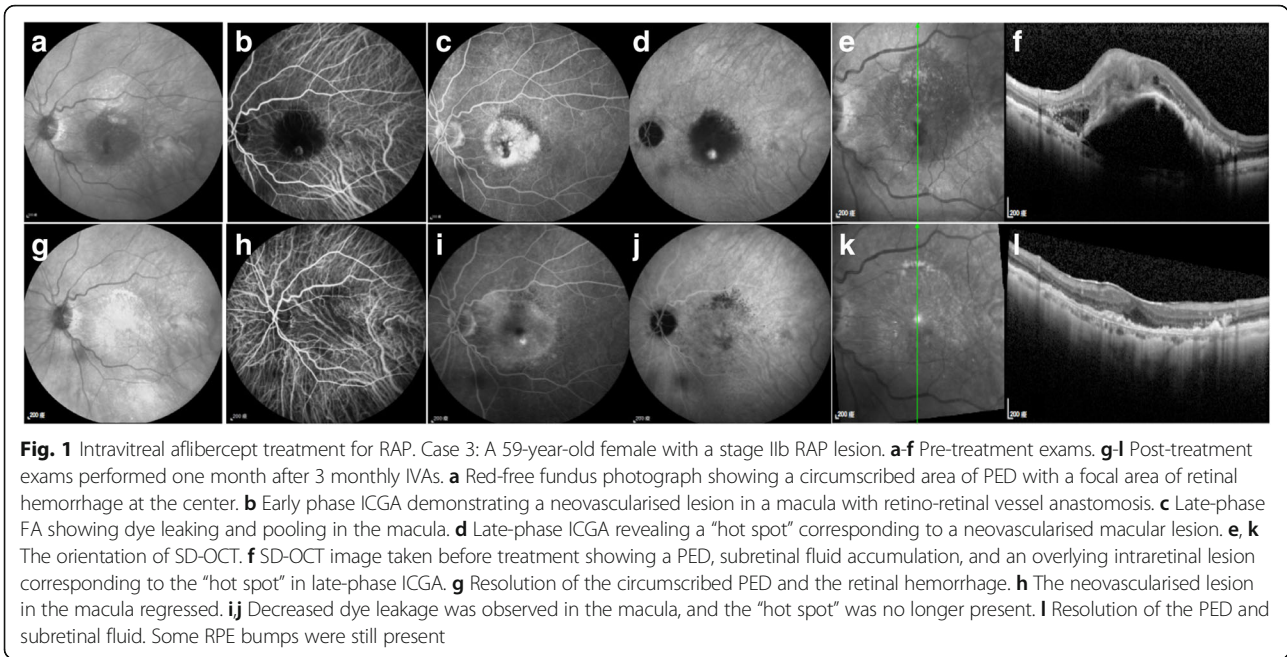 a b c d e f
200
200
g h i j k l
200
200
200
Fig. 1 Intravitreal aflibercept treatment for RAP. Case 3: A 59-year-old female with a stage IIb RAP lesion. a-f Pre-treatment exams. g-l Post-treatment
exams performed one month after 3 monthly IVAs. a Red-free fundus photograph showing a circumscribed area of PED with a focal area of retinal
hemorrhage at the center. b Early phase ICGA demonstrating a neovascularised lesion in a macula with retino-retinal vessel anastomosis. c Late-phase
FA showing dye leaking and pooling in the macula. d Late-phase ICGA revealing a “hot spot” corresponding to a neovascularised macular lesion. e, k
The orientation of SD-OCT. f SD-OCT image taken before treatment showing a PED, subretinal fluid accumulation, and an overlying intraretinal lesion
corresponding to the “hot spot” in late-phase ICGA. g Resolution of the circumscribed PED and the retinal hemorrhage. h The neovascularised lesion
in the macula regressed. i,j Decreased dye leakage was observed in the macula, and the “hot spot” was no longer present. l Resolution of the PED and
subretinal fluid. Some RPE bumps were still present